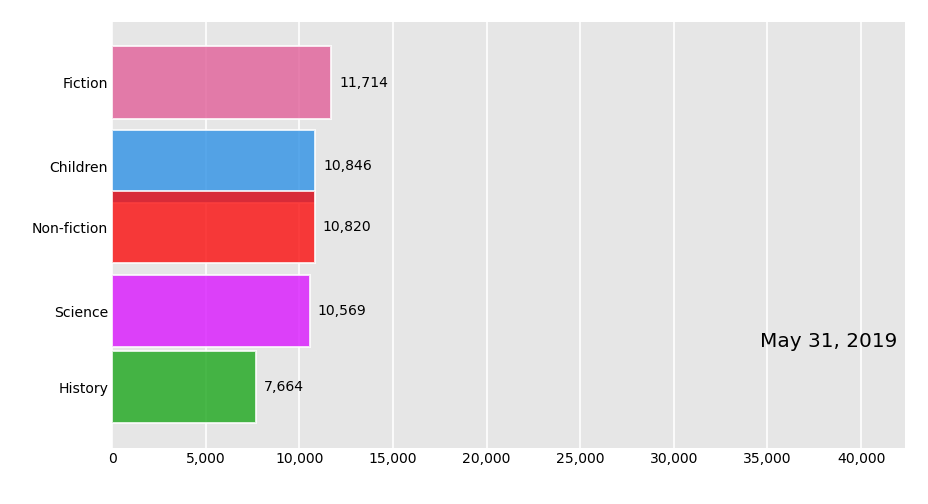 Fiction 11,714
Children 10,846
Non-fiction 10,820
Science 10,569
May 31, 2019
History 7,664
0 5,000 10,000 15,000 20,000 25,000 30,000 35,000 40,000